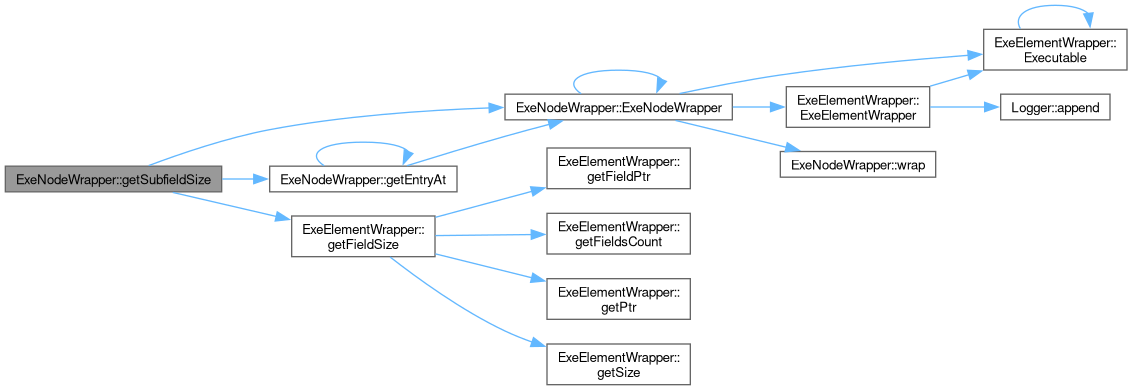 ExeElementWrapper::
Executable
ExeNodeWrapper::ExeNodeWrapper
ExeElementWrapper::
ExeElementWrapper
Logger::append
ExeNodeWrapper::getSubfieldSize
ExeNodeWrapper::getEntryAt
ExeElementWrapper::
getFieldPtr
ExeNodeWrapper::wrap
ExeElementWrapper::
getFieldSize
ExeElementWrapper::
getFieldsCount
ExeElementWrapper::
getPtr
ExeElementWrapper::
getSize